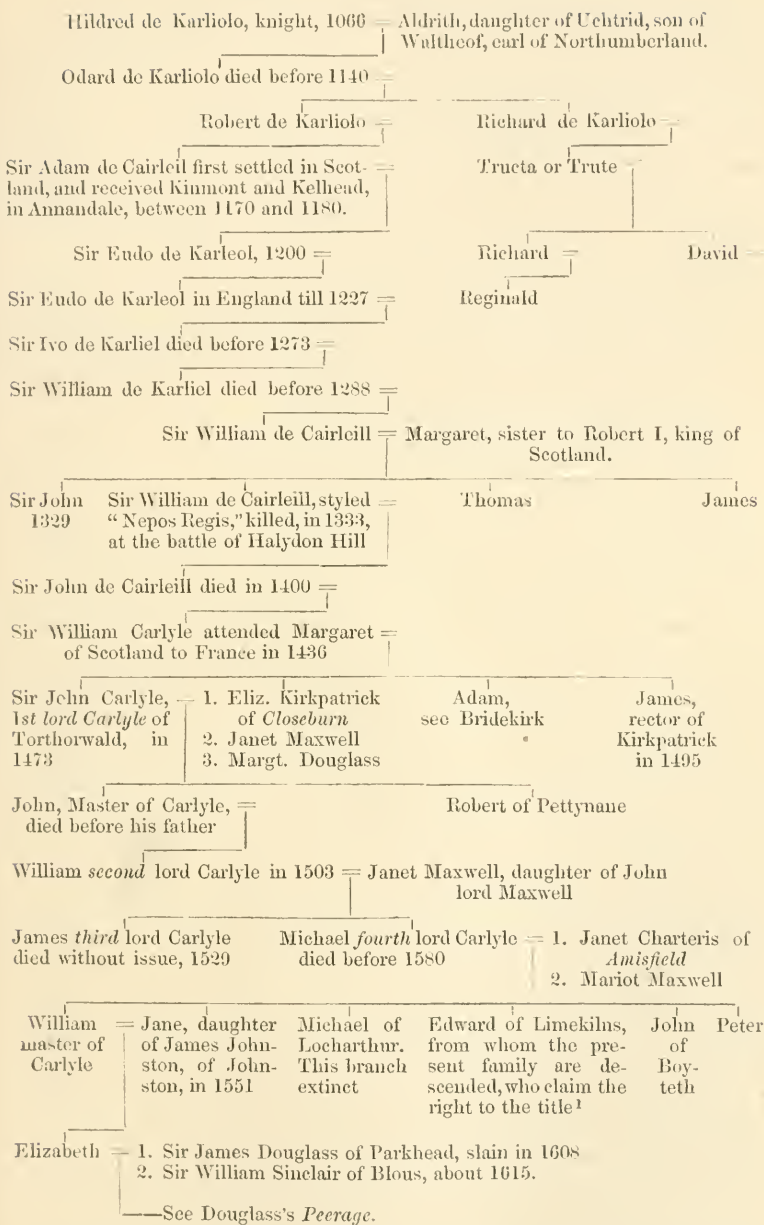 Hildred de Karliolo, knight, 1066 = Aldrith, daughter of Uchtrid, son of
Waltheof, earl of Northumberland.
Odard de Karliolo died before 1140 =
Robert de Karliolo =
Richard de Karliolo =
Sir Adam de Cairleil first settled in Scot- =
land, and received Kinmont and Kelhead,
in Annandale, between 1170 and 1180.
Tructa or Trute =
Sir Eudo de Karleol, 1200 =
Richard =
David =
Sir Eudo de Karleol in England till 1227 =
Reginald
Sir Ivo de Karliel died before 1273 =
Sir William de Karliel died before 1288 =
Sir William de Cairleill = Margaret, sister to Robert I, king of
Scotland.
Sir John
1329
Sir William de Cairleill, styled =
"Nepos Regis," killed, in 1333,
at the battle of Halydon Hill
Thomas
James
Sir John de Cairleill died in 1400 =
Sir William Carlyle attended Margaret =
of Scotland to France in 1436
Sir John Carlyle, =
1st lord Carlyle of
Torthorwald, in
1473
1. Eliz. Kirkpatrick
of Closeburn
2. Janet Maxwell
3. Margt. Douglass
Adam,
see Bridekirk
James,
rector of
Kirkpatrick
in 1495
John, Master of Carlyle, =
died before his father
Robert of Pettynane
William second lord Carlyle in 1503 = Janet Maxwell, daughter of John
lord Maxwell
James third lord Carlyle
died without issue, 1529
Michael fourth lord Carlyle =
died before 1580
1. Janet Charteris of
Amisfield
2. Mariot Maxwell
William =
master of
Carlyle
Jane, daughter
of James John-
ston, of John-
ston, in 1551
Michael of
Locharthur.
This branch
extinct
Edward of Limekilns,
from whom the pre-
sent family are de-
scended, who claim the
right to the title¹
John
of
Boy-
teth
Peter
Elizabeth = 1. Sir James Douglass of Parkhead, slain in 1608
2. Sir William Sinclair of Blous, about 1615.
See Douglass's Peerage.